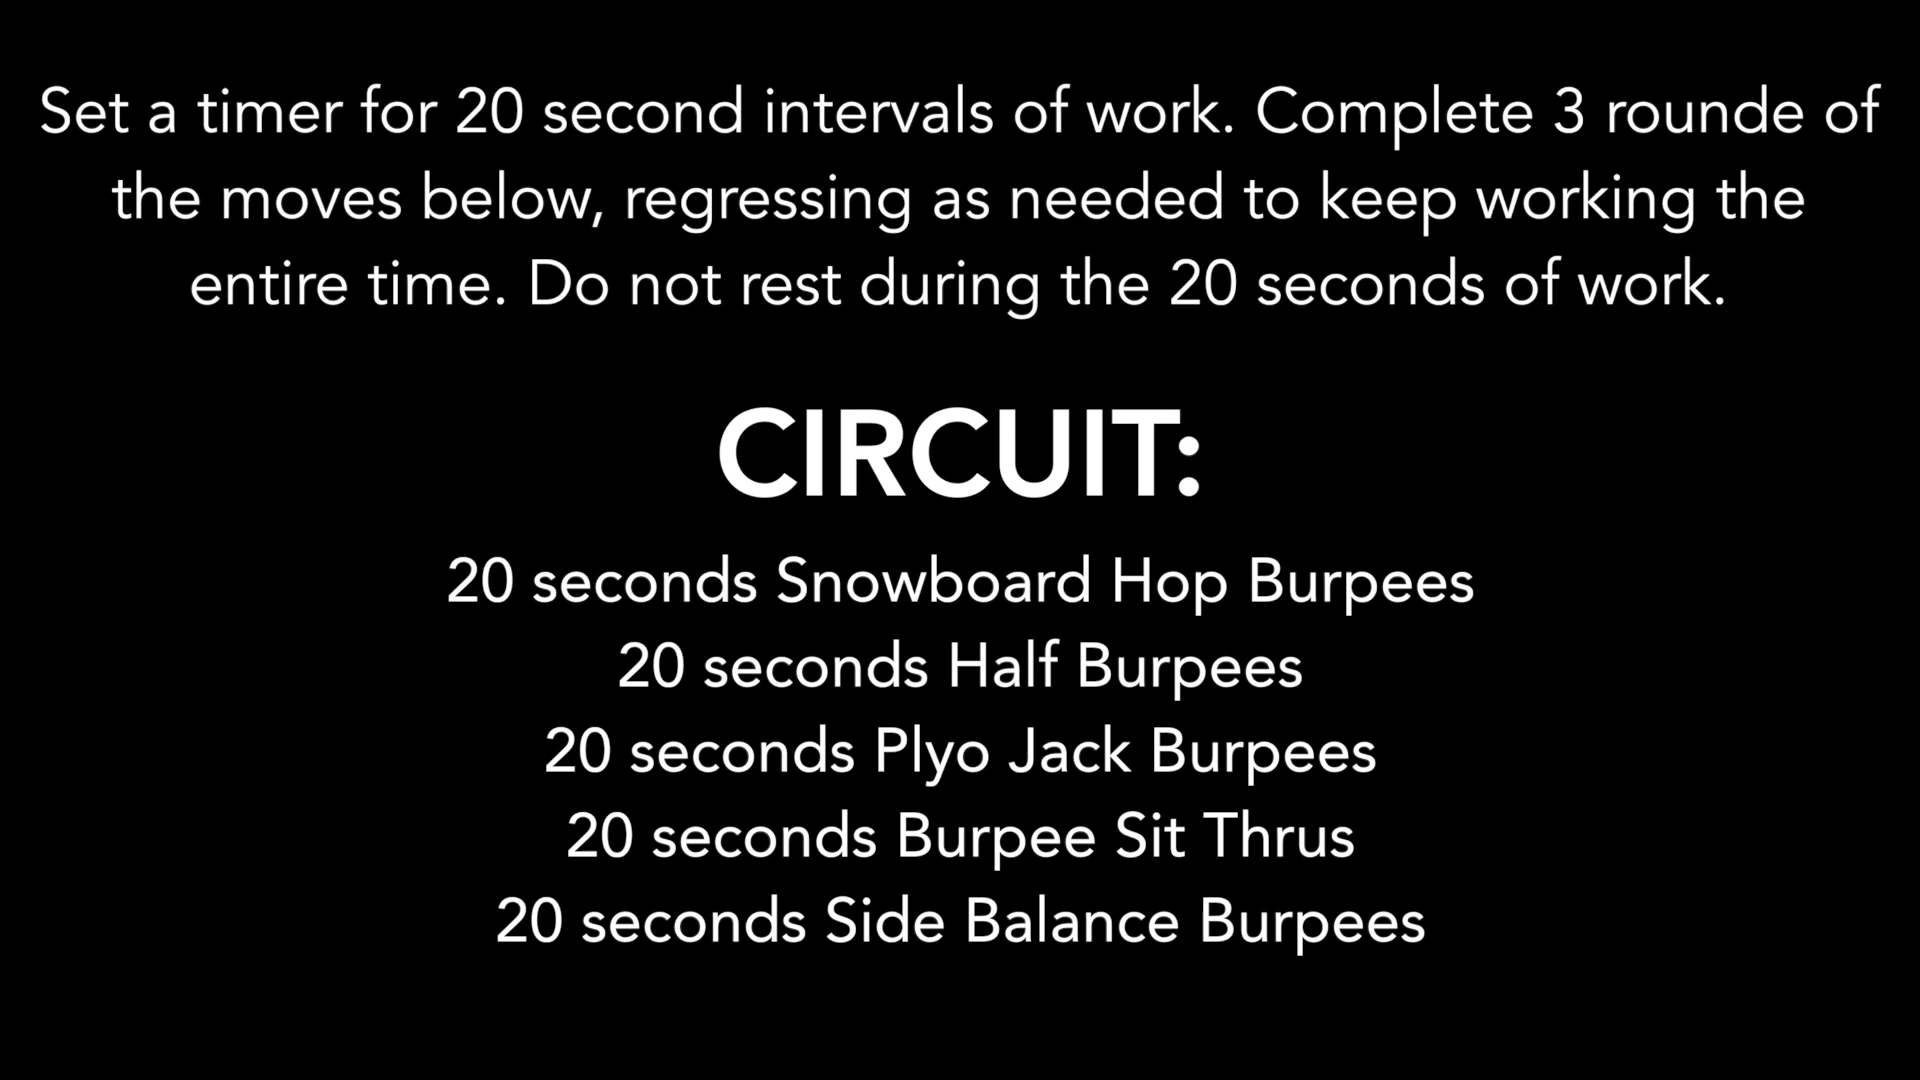 Set a timer for 20 second intervals of work. Complete 3 rounde of
the moves below, regressing as needed to keep working the
entire time. Do not rest during the 20 seconds of work.
CIRCUIT:
20 seconds Snowboard Hop Burpees
20 seconds Half Burpees
20 seconds Plyo Jack Burpees
20 seconds Burpee Sit Thrus
20 seconds Side Balance Burpees